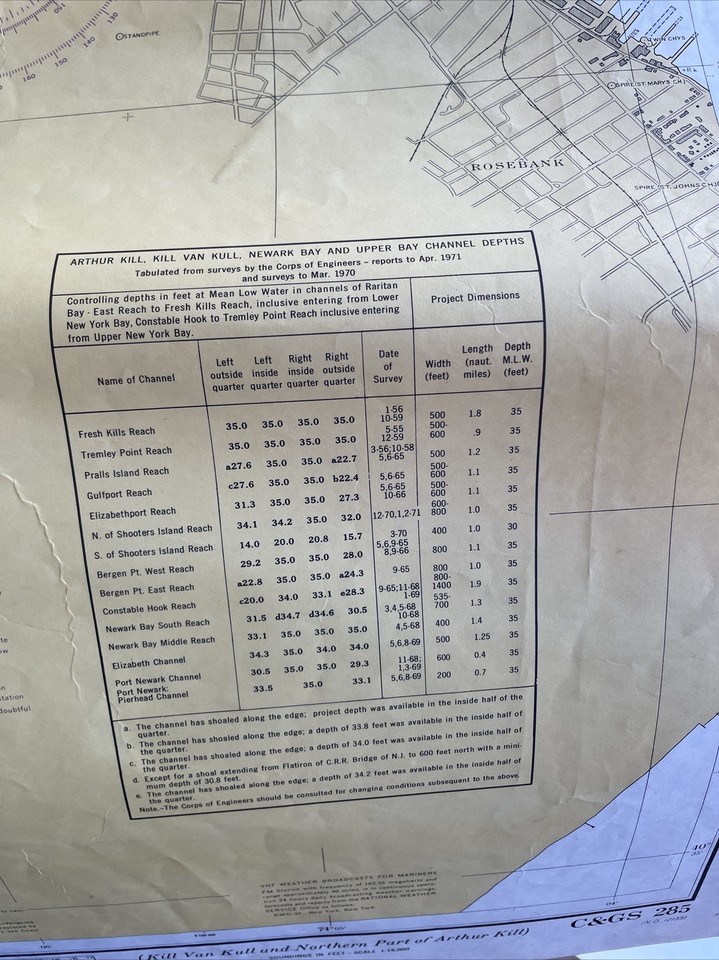 130
140
150
160
STANDPIPE
TWIN CHYS
Rk
SPIRE (ST. MARYS CH.)
ROSEBANK
SPIRE (ST. JOHNS CH.)
ARTHUR KILL, KILL VAN KULL, NEWARK BAY AND UPPER BAY CHANNEL DEPTHS
Tabulated from surveys by the Corps of Engineers – reports to Apr. 1971
and surveys to Mar. 1970
Controlling depths in feet at Mean Low Water in channels of Raritan
Bay - East Reach to Fresh Kills Reach, inclusive entering from Lower
New York Bay, Constable Hook to Tremley Point Reach inclusive entering
from Upper New York Bay.
Project Dimensions
Name of Channel Left outside quarter Left inside quarter Right inside quarter Right outside quarter Date of Survey Width (feet) Length (naut. miles) Depth M.L.W. (feet)
Fresh Kills Reach 35.0 35.0 35.0 35.0 1-56 10-59 500 1.8 35
Tremley Point Reach 35.0 35.0 35.0 35.0 5-55 12-59 500-600 .9 35
Pralls Island Reach a27.6 35.0 35.0 a22.7 3-56;10-58 5,6-65 500 1.2 35
Gulfport Reach c27.6 35.0 35.0 b22.4 5,6-65 500-600 1.1 35
Elizabethport Reach 31.3 35.0 35.0 27.3 5,6-65 10-66 500-600 1.1 35
N. of Shooters Island Reach 34.1 34.2 35.0 32.0 12-70,1,2-71 600-800 1.0 35
S. of Shooters Island Reach 14.0 20.0 20.8 15.7 3-70 400 1.0 30
Bergen Pt. West Reach 29.2 35.0 35.0 28.0 5,6,9-65 8,9-66 800 1.1 35
Bergen Pt. East Reach a22.8 35.0 35.0 a24.3 9-65 800 1.0 35
Constable Hook Reach c20.0 34.0 33.1 e28.3 9-65;11-68 1-69 800-1400 1.9 35
Newark Bay South Reach 31.5 d34.7 d34.6 30.5 3,4,5-68 10-68 535-700 1.3 35
Newark Bay Middle Reach 33.1 35.0 35.0 35.0 4,5-68 400 1.4 35
Elizabeth Channel 34.3 35.0 34.0 34.0 5,6,8-69 500 1.25 35
Port Newark Channel 30.5 35.0 35.0 29.3 11-68; 1,3-69 600 0.4 35
Port Newark: Pierhead Channel 33.5 35.0 33.1 5,6,8-69 200 0.7 35
a. The channel has shoaled along the edge; project depth was available in the inside half of the
quarter.
b. The channel has shoaled along the edge; a depth of 33.8 feet was available in the inside half of
the quarter.
c. The channel has shoaled along the edge; a depth of 34.0 feet was available in the inside half of
the quarter.
d. Except for a shoal extending from Flatiron of C.R.R. Bridge of N.J. to 600 feet north with a mini-
mum depth of 30.8 feet.
e. The channel has shoaled along the edge; a depth of 34.2 feet was available in the inside half of
the quarter.
Note.-The Corps of Engineers should be consulted for changing conditions subsequent to the above.
station
doubtful
VHF WEATHER BROADCASTS FOR MARINERS
40°
35'
01'
C&GS 285
(Kill Van Kull and Northern Part of Arthur Kill)
SOUNDINGS IN FEET - SCALE 1:15,000